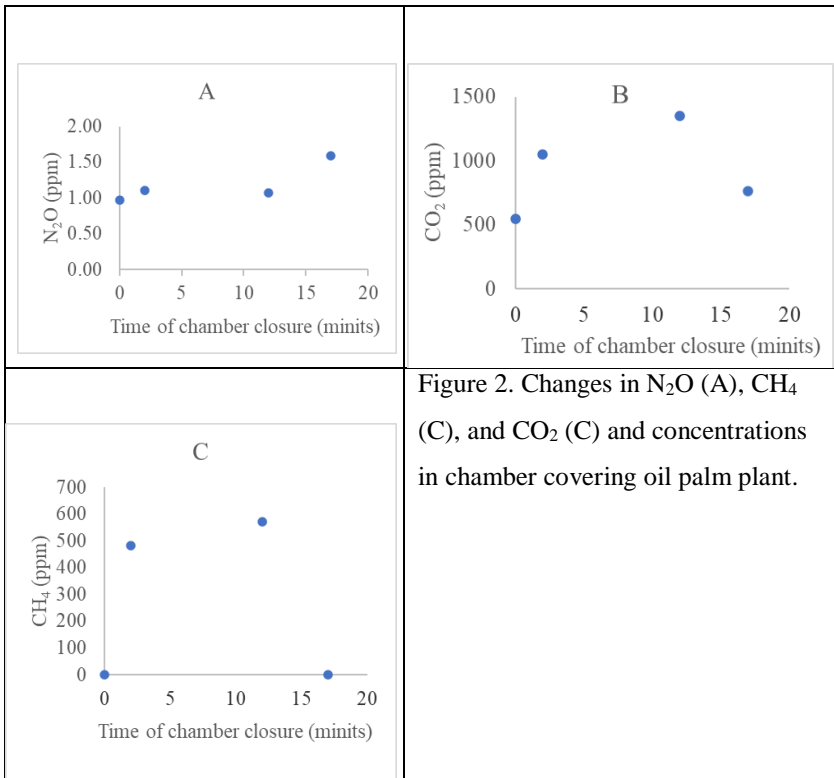 A
2.00
1.50
1.00
0.50
0.00
N₂O (ppm)
0 5 10 15 20
Time of chamber closure (minits)
B
1500
1000
500
0
CO₂ (ppm)
0 5 10 15 20
Time of chamber closure (minits)
C
700
600
500
400
300
200
100
0
CH₄ (ppm)
0 5 10 15 20
Time of chamber closure (minits)
Figure 2. Changes in N₂O (A), CH₄
(C), and CO₂ (C) and concentrations
in chamber covering oil palm plant.